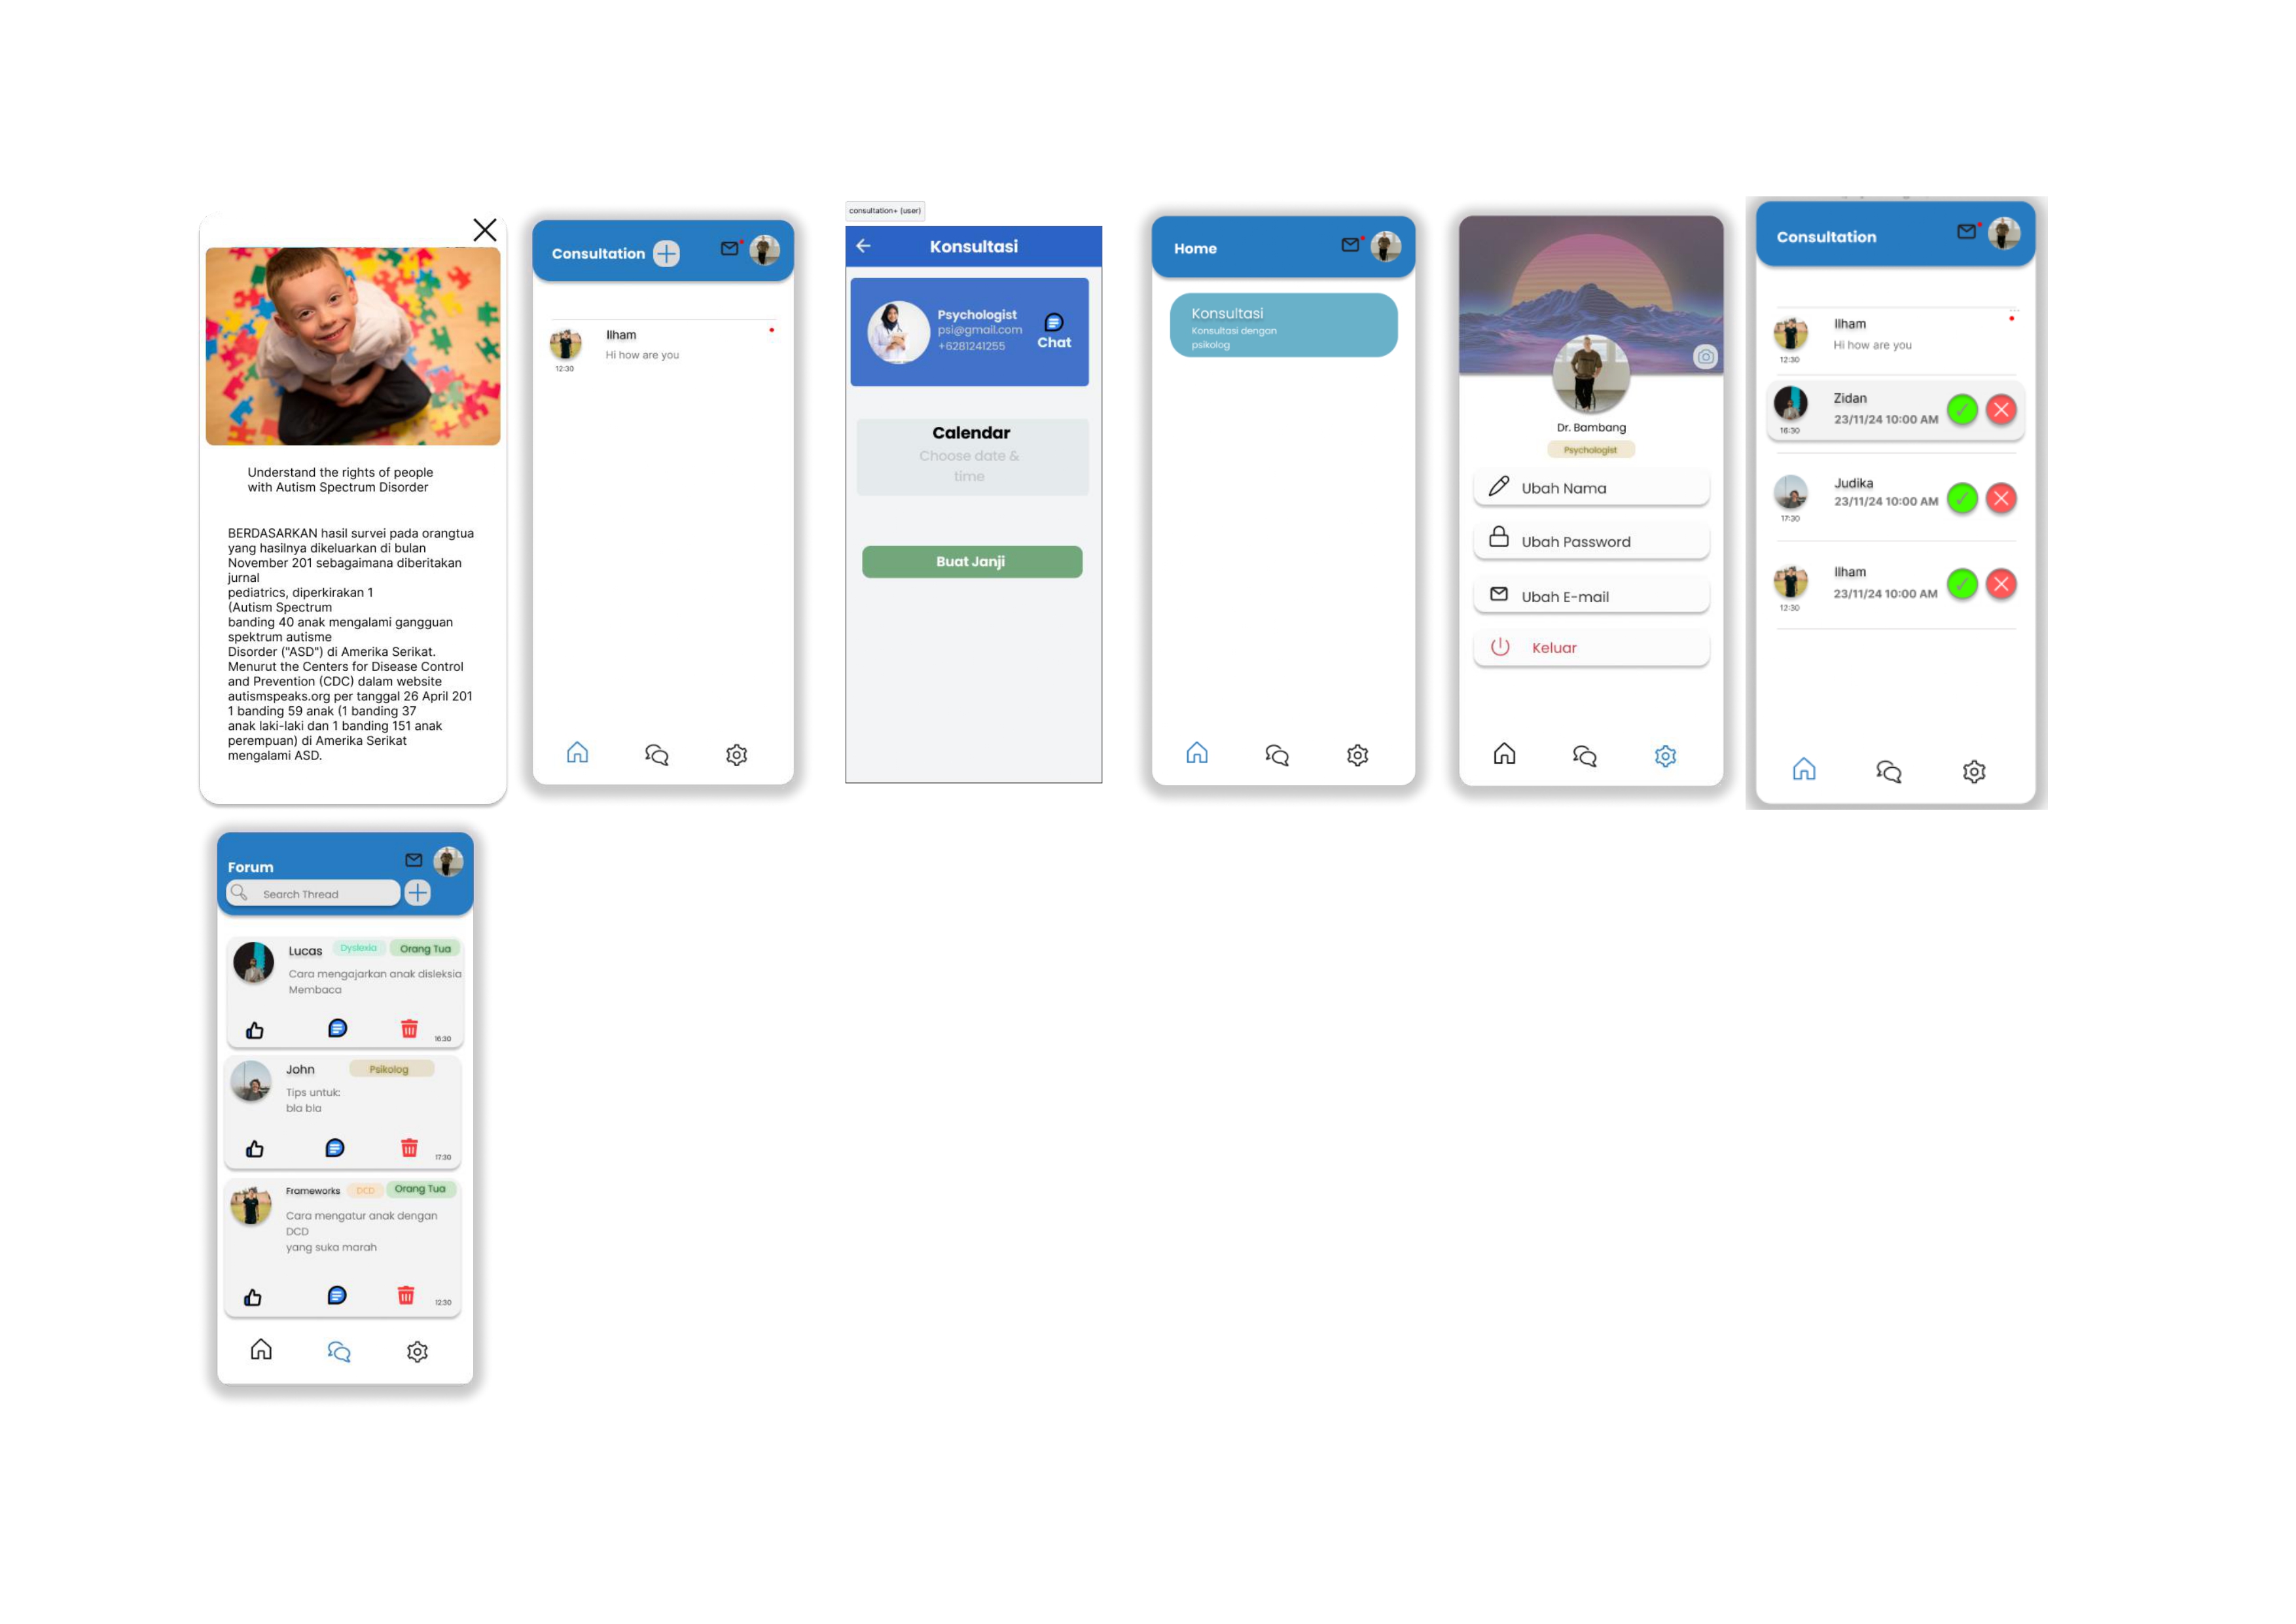 Understand the rights of people
with Autism Spectrum Disorder
BERDASARKAN hasil survei pada orangtua
yang hasilnya dikeluarkan di bulan
November 201 sebagaimana diberitakan
jurnal
pediatrics, diperkirakan 1
(Autism Spectrum
banding 40 anak mengalami gangguan
spektrum autisme
Disorder ("ASD") di Amerika Serikat.
Menurut the Centers for Disease Control
and Prevention (CDC) dalam website
autismspeaks.org per tanggal 26 April 201
1 banding 59 anak (1 banding 37
anak laki-laki dan 1 banding 151 anak
perempuan) di Amerika Serikat
mengalami ASD.
Consultation
Ilham
Hi how are you
12:30
consultation+ (user)
Konsultasi
Psychologist
psi@gmail.com
+6281241255
Chat
Calendar
Choose date &
time
Buat Janji
Home
Konsultasi
Konsultasi dengan
psikolog
Dr. Bambang
Psychologist
Ubah Nama
Ubah Password
Ubah E-mail
Keluar
Consultation
Ilham
Hi how are you
12:30
Zidan
23/11/24 10:00 AM
16:30
Judika
23/11/24 10:00 AM
17:30
Ilham
23/11/24 10:00 AM
12:30
Forum
Search Thread
Lucas Dyslexia Orang Tua
Cara mengajarkan anak disleksia
Membaca
16:30
John Psikolog
Tips untuk:
bla bla
17:30
Frameworks DCD Orang Tua
Cara mengatur anak dengan
DCD
yang suka marah
12:30